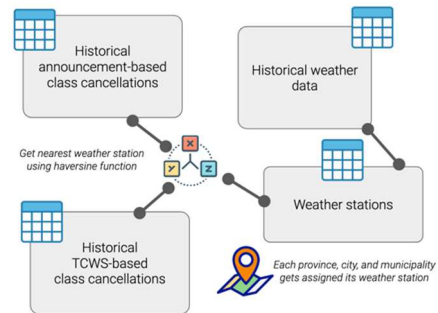 Historical
announcement-based
class cancellations
Historical weather
data
Get nearest weather station
using haversine function
X
Y
Z
Weather stations
Historical
TCWS-based
class cancellations
Each province, city, and municipality
gets assigned its weather station